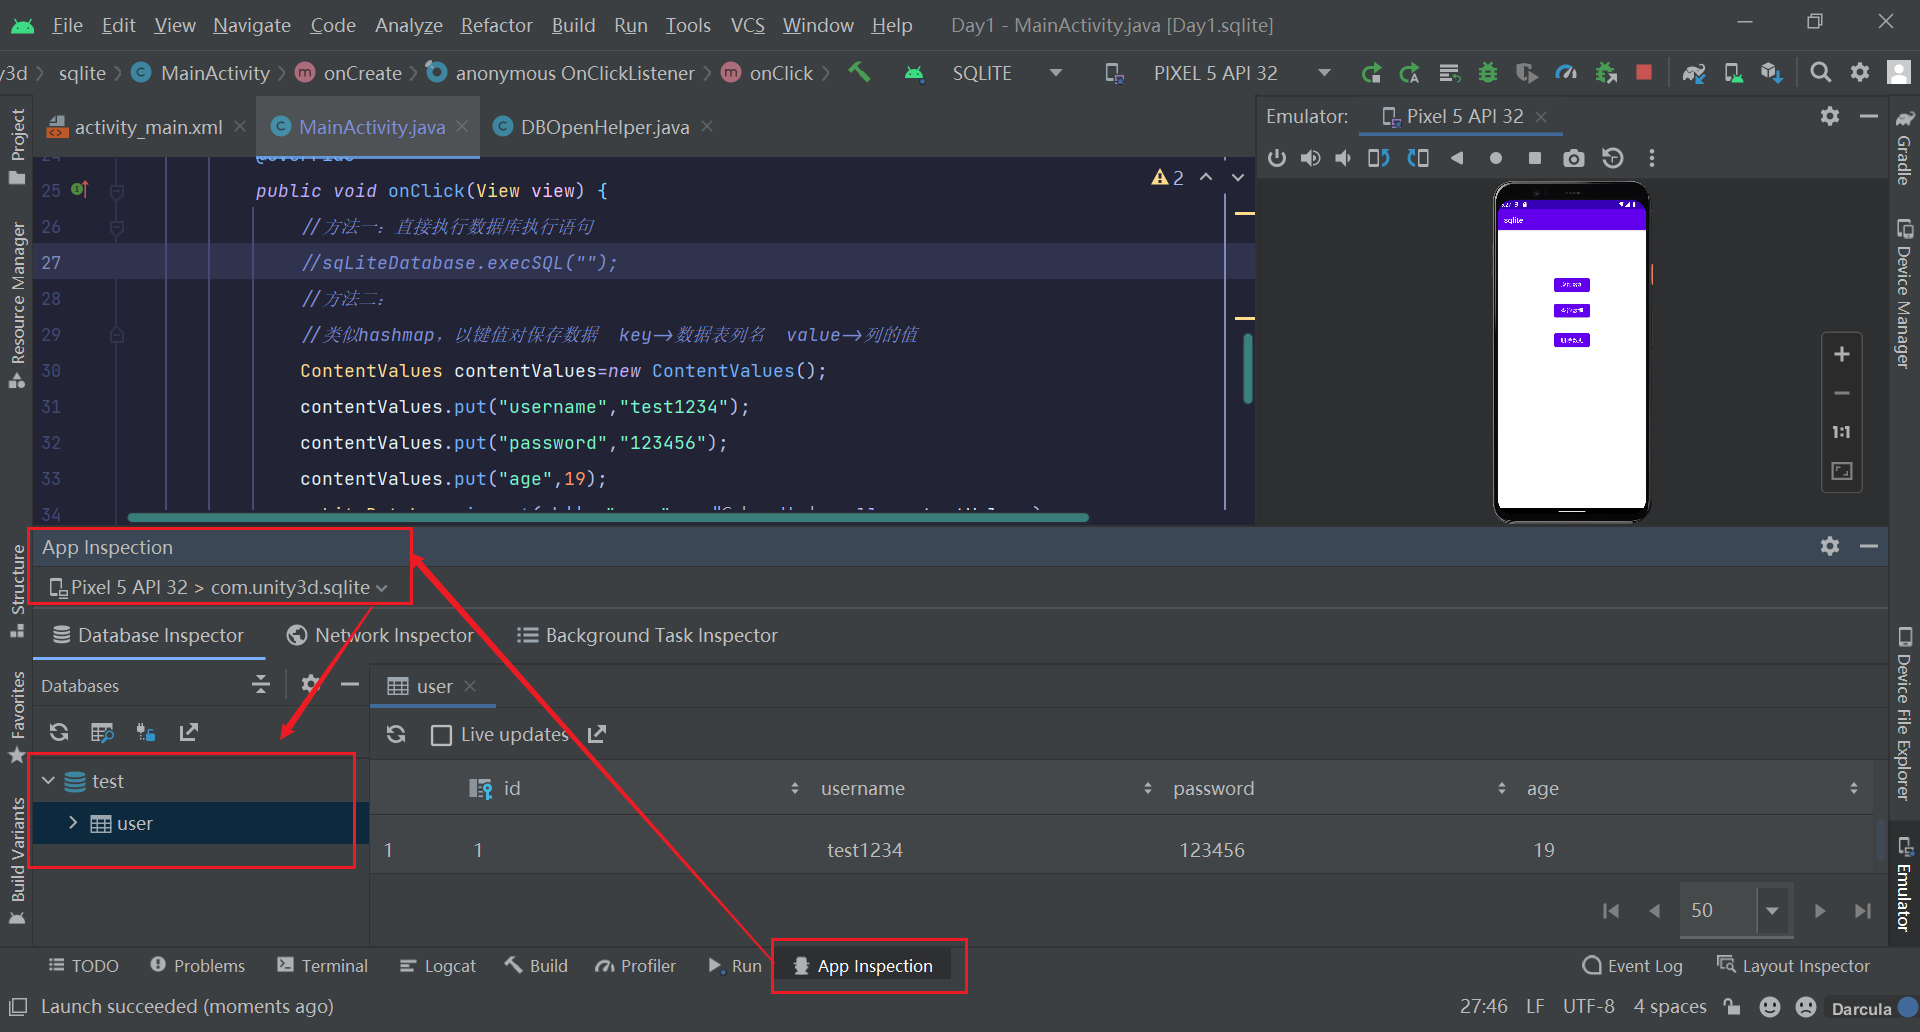 File Edit View Navigate Code Analyze Refactor Build Run Tools VCS Window Help Day1 - MainActivity.java [Day1.sqlite]
y3d sqlite MainActivity onCreate anonymous OnClickListener onClick SQLITE PIXEL 5 API 32
activity_main.xml MainActivity.java DBOpenHelper.java
Emulator: Pixel 5 API 32
Project
Resource Manager
Structure
Favorites
Build Variants
24 @Override
25 public void onClick(View view) {
2
26 //方法一：直接执行数据库执行语句
27 //sqLiteDatabase.execSQL("");
28 //方法二：
29 //类似hashmap，以键值对保存数据 key→数据表列名 value→列的值
30 ContentValues contentValues=new ContentValues();
31 contentValues.put("username","test1234");
32 contentValues.put("password","123456");
33 contentValues.put("age",19);
34
sqlite
1:1
Gradle
Device Manager
Device File Explorer
Emulator
App Inspection
Pixel 5 API 32 > com.unity3d.sqlite
Database Inspector Network Inspector Background Task Inspector
Databases user
Live updates
test
user
id username password age
1 1 test1234 123456 19
50
TODO Problems Terminal Logcat Build Profiler Run App Inspection Event Log Layout Inspector
Launch succeeded (moments ago) 27:46 LF UTF-8 4 spaces Darcula